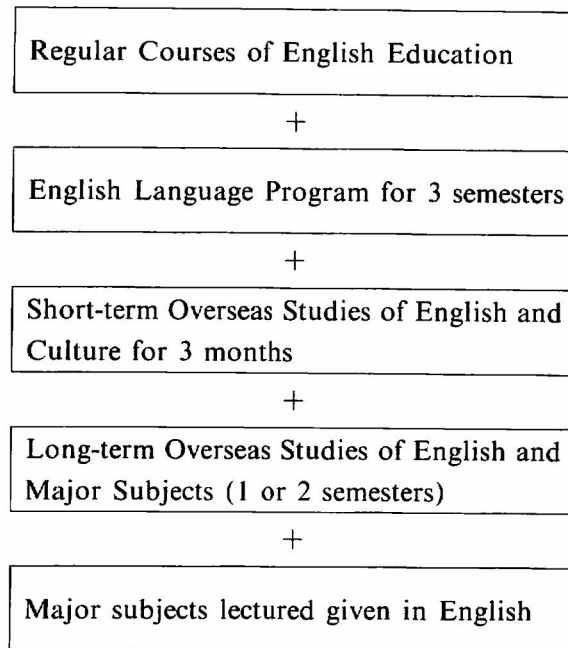 Regular Courses of English Education
+
English Language Program for 3 semesters
+
Short-term Overseas Studies of English and
Culture for 3 months
+
Long-term Overseas Studies of English and
Major Subjects (1 or 2 semesters)
+
Major subjects lectured given in English